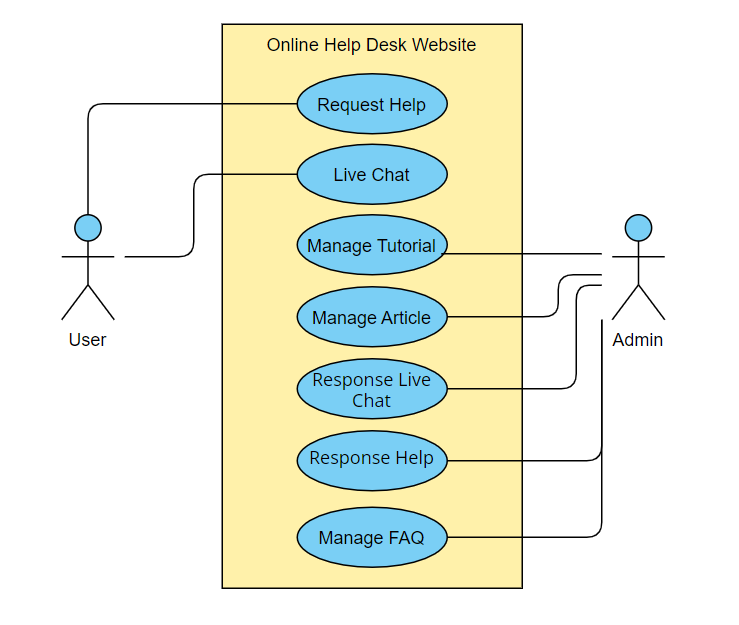 Online Help Desk Website
Request Help
Live Chat
Manage Tutorial
Manage Article
Response Live
Chat
Response Help
Manage FAQ
User
Admin